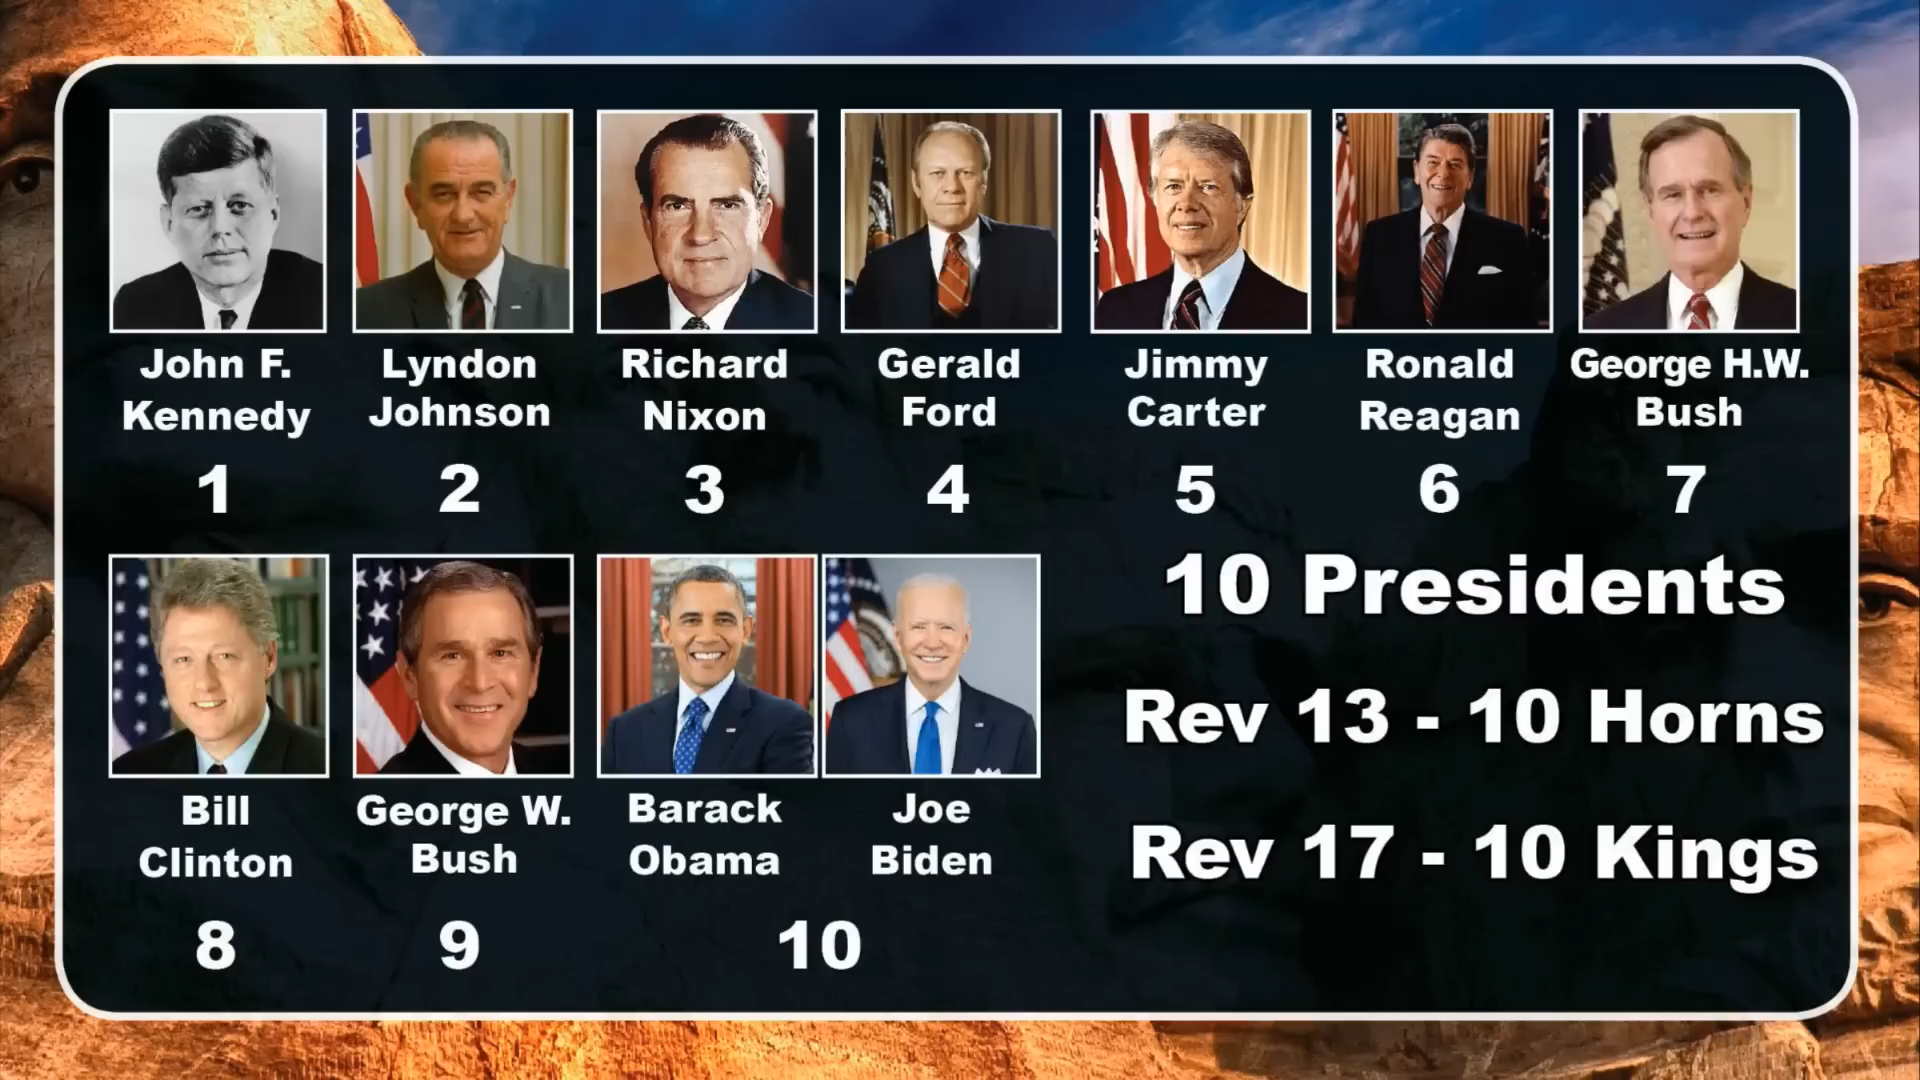 John F.
Kennedy
1
Lyndon
Johnson
2
Richard
Nixon
3
Gerald
Ford
4
Jimmy
Carter
5
Ronald
Reagan
6
George H.W.
Bush
7
Bill
Clinton
8
George W.
Bush
9
Barack
Obama
Joe
Biden
10
10 Presidents
Rev 13 - 10 Horns
Rev 17 - 10 Kings